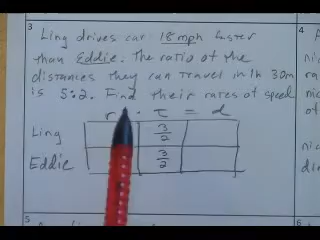 3
Ling drives car 18 mph faster
than Eddie. The ratio of the
distances they can travel in 1h 30m
is 5:2. Find their rates of speed
r · t = d
Ling 3/2
Eddie 3/2
5